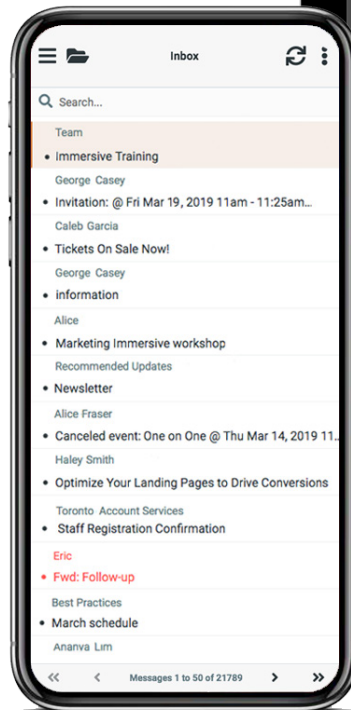 Inbox
Search...
Team
Immersive Training
George Casey
Invitation: @ Fri Mar 19, 2019 11am - 11:25am...
Caleb Garcia
Tickets On Sale Now!
George Casey
information
Alice
Marketing Immersive workshop
Recommended Updates
Newsletter
Alice Fraser
Canceled event: One on One @ Thu Mar 14, 2019 11...
Haley Smith
Optimize Your Landing Pages to Drive Conversions
Toronto Account Services
Staff Registration Confirmation
Eric
Fwd: Follow-up
Best Practices
March schedule
Ananya Lim
Messages 1 to 50 of 21789